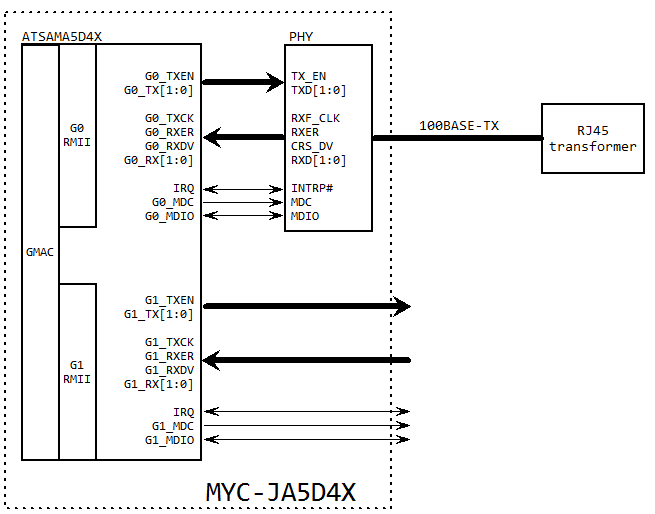 ATSAMA5D4X
PHY
G0_TXEN
G0_TX[1:0]
TX_EN
TXD[1:0]
G0
RMII
G0_TXCK
G0_RXER
G0_RXDV
G0_RX[1:0]
RXF_CLK
RXER
CRS_DV
RXD[1:0]
100BASE-TX
RJ45
transformer
IRQ
G0_MDC
G0_MDIO
INTRP#
MDC
MDIO
GMAC
G1_TXEN
G1_TX[1:0]
G1
RMII
G1_TXCK
G1_RXER
G1_RXDV
G1_RX[1:0]
IRQ
G1_MDC
G1_MDIO
MYC-JA5D4X